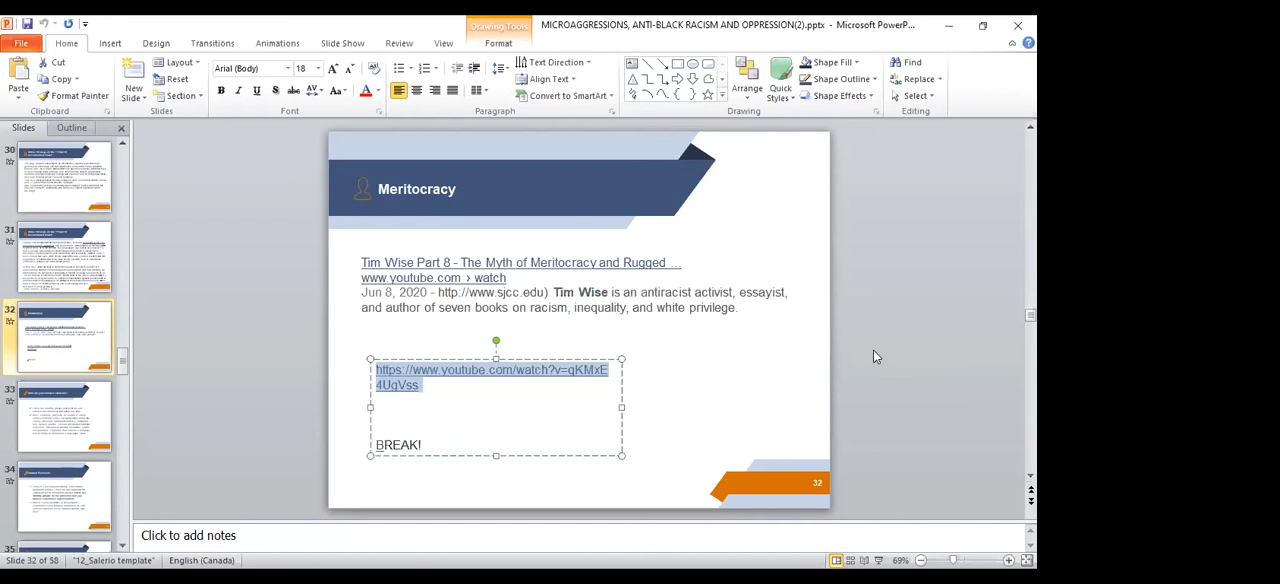 MICROAGGRESSIONS, ANTI-BLACK RACISM AND OPPRESSION(2).pptx - Microsoft PowerP...
Drawing Tools
File Home Insert Design Transitions Animations Slide Show Review View Format
Paste
Cut
Copy
Format Painter
Clipboard
New
Slide
Layout
Reset
Section
Slides
Arial (Body) 18
B I U S abc AV Aa A
Font
Text Direction
Align Text
Convert to SmartArt
Paragraph
Arrange
Quick
Styles
Shape Fill
Shape Outline
Shape Effects
Drawing
Find
Replace
Select
Editing
Slides Outline
30
31
32
33
34
35
Meritocracy
Tim Wise Part 8 - The Myth of Meritocracy and Rugged ...
www.youtube.com › watch
Jun 8, 2020 - http://www.sjcc.edu) Tim Wise is an antiracist activist, essayist,
and author of seven books on racism, inequality, and white privilege.
https://www.youtube.com/watch?v=qKMxE
4UgVss
BREAK!
32
Click to add notes
Slide 32 of 58 "12_Salerio template" English (Canada) 69%